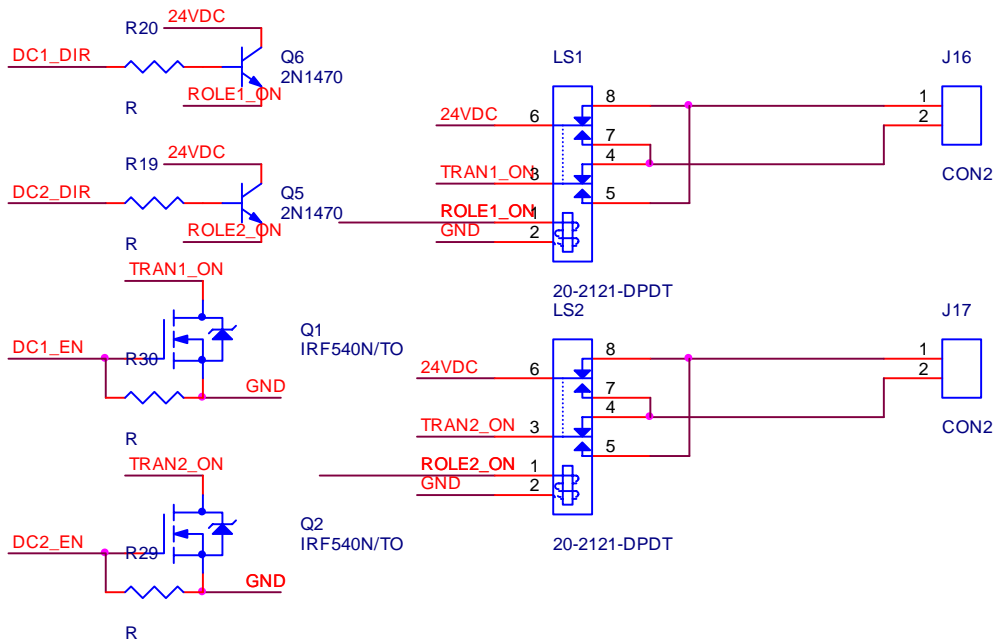 24VDC
R20
DC1_DIR
Q6
2N1470
ROLE1_ON
R
24VDC
R19
DC2_DIR
Q5
2N1470
ROLE2_ON
R
TRAN1_ON
DC1_EN
R30
Q1
IRF540N/TO
GND
R
TRAN2_ON
DC2_EN
R29
Q2
IRF540N/TO
GND
R
LS1
24VDC
6
8
7
4
TRAN1_ON
3
5
ROLE1_ON
1
GND
2
20-2121-DPDT
J16
1
2
CON2
LS2
24VDC
6
8
7
4
TRAN2_ON
3
5
ROLE2_ON
1
GND
2
20-2121-DPDT
J17
1
2
CON2